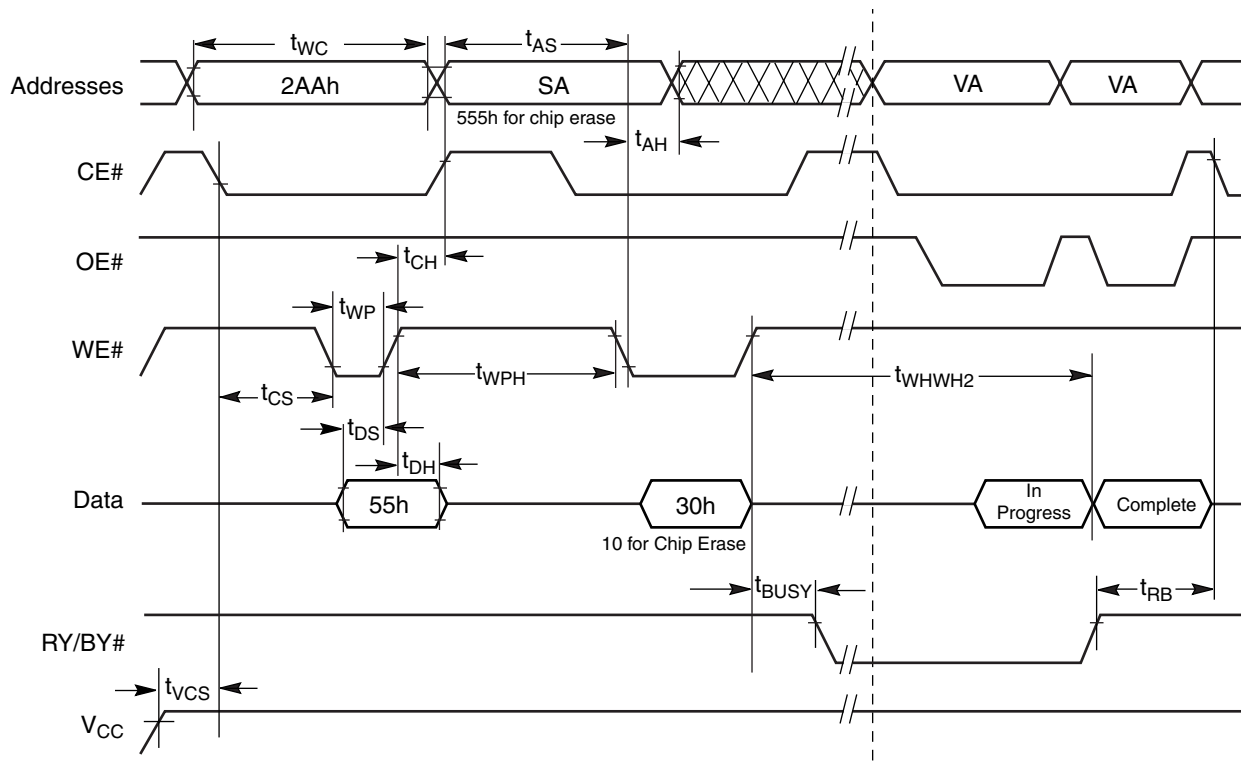 tWC
tAS
Addresses
2AAh
SA
VA
VA
555h for chip erase
tAH
CE#
OE#
tCH
tWP
WE#
tWPH
tWHWH2
tCS
tDS
tDH
Data
55h
30h
In
Progress
Complete
10 for Chip Erase
tBUSY
tRB
RY/BY#
tVCS
VCC